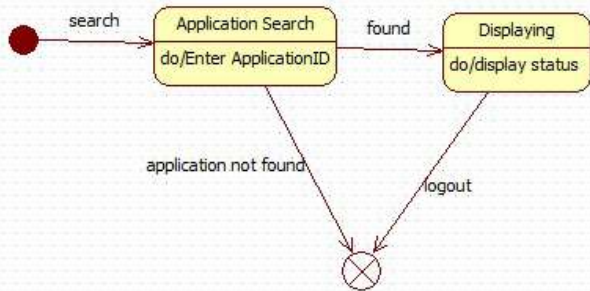 search
Application Search
do/Enter ApplicationID
found
Displaying
do/display status
application not found
logout